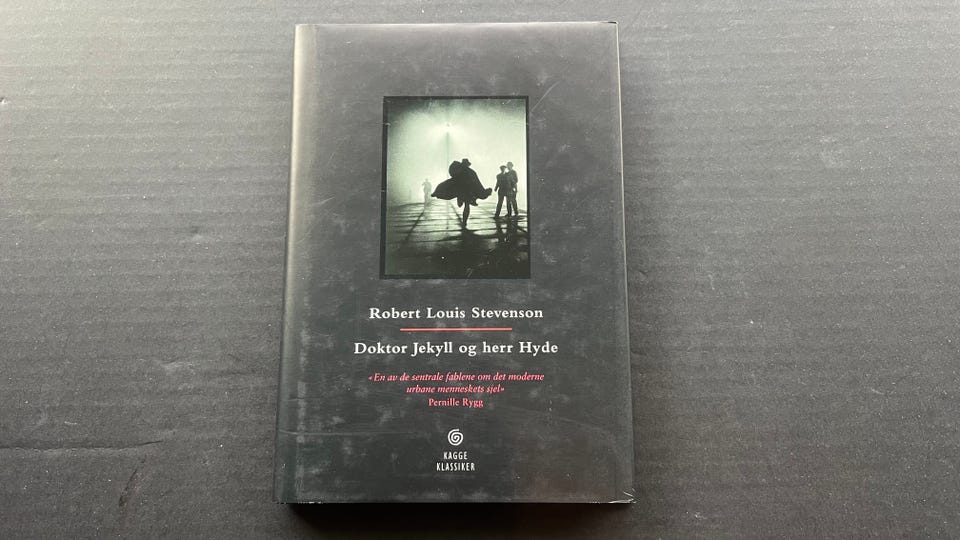 Robert Louis Stevenson
Doktor Jekyll og herr Hyde
«En av de sentrale fablene om det moderne
urbane menneskets sjel»
Pernille Rygg
KAGGE
KLASSIKER